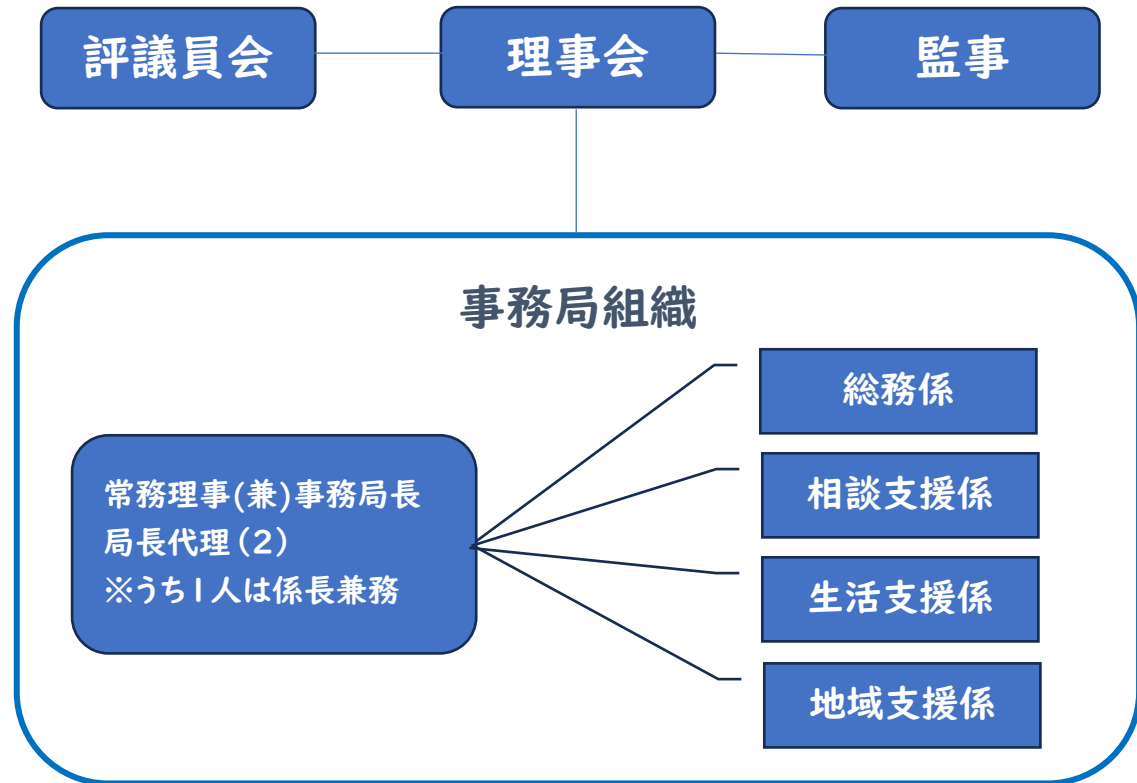 評議員会
理事会
監事
事務局組織
常務理事(兼)事務局長
局長代理(2)
※うち1人は係長兼務
総務係
相談支援係
生活支援係
地域支援係